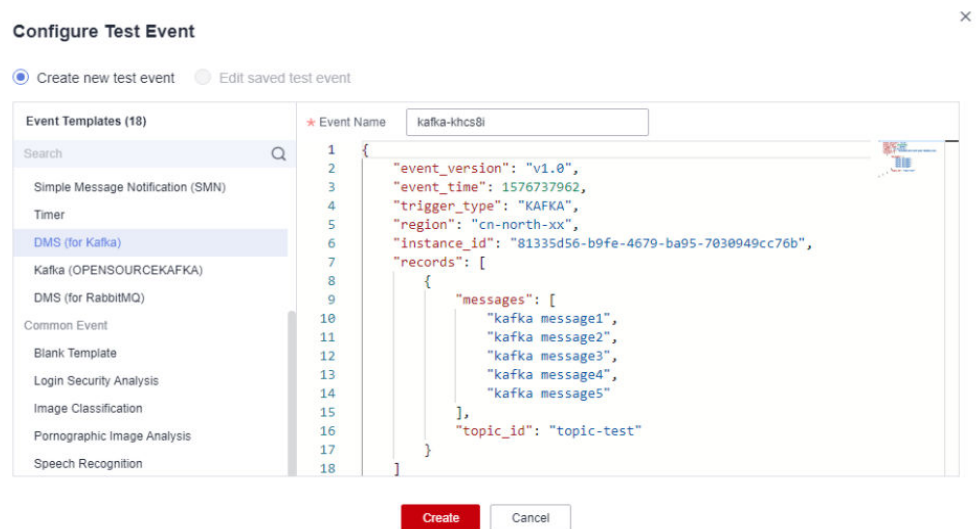 Configure Test Event
Create new test event Edit saved test event
Event Templates (18)
Search
Simple Message Notification (SMN)
Timer
DMS (for Kafka)
Kafka (OPENSOURCEKAFKA)
DMS (for RabbitMQ)
Common Event
Blank Template
Login Security Analysis
Image Classification
Pornographic Image Analysis
Speech Recognition
* Event Name kafka-khcs8i
1 {
2 "event_version": "v1.0",
3 "event_time": 1576737962,
4 "trigger_type": "KAFKA",
5 "region": "cn-north-xx",
6 "instance_id": "81335d56-b9fe-4679-ba95-7030949cc76b",
7 "records": [
8 {
9 "messages": [
10 "kafka message1",
11 "kafka message2",
12 "kafka message3",
13 "kafka message4",
14 "kafka message5"
15 ],
16 "topic_id": "topic-test"
17 }
18 ]
Create Cancel